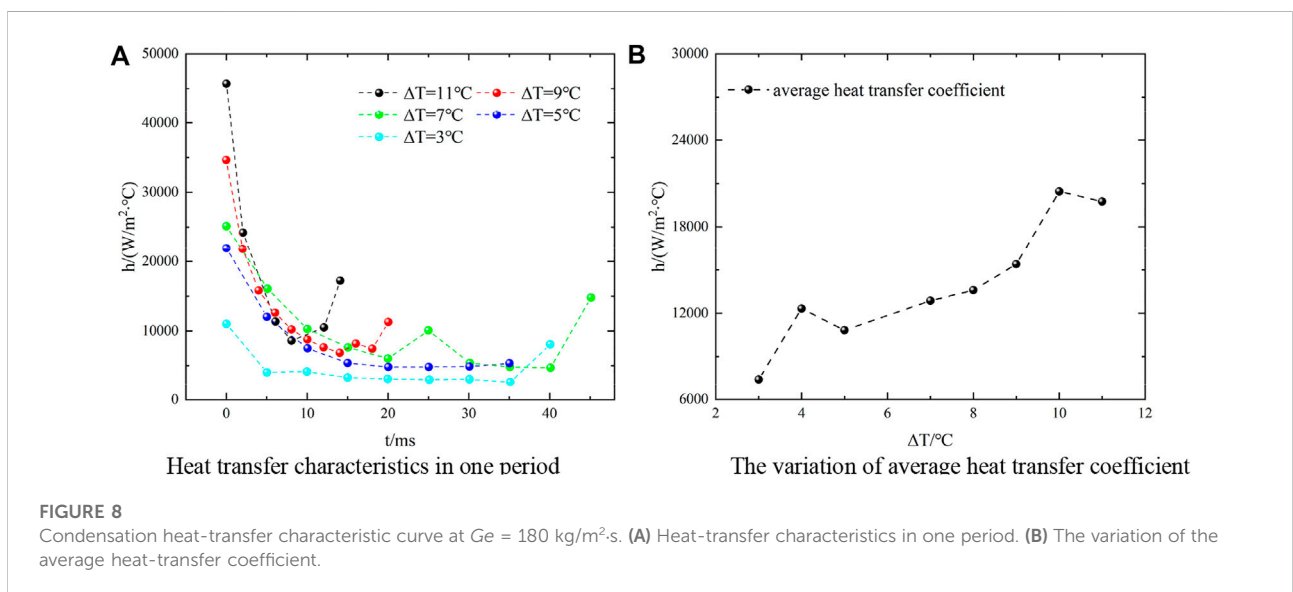 A
50000
40000
30000
20000
10000
0
h/(W/m²·°C)
ΔT=11°C
ΔT=9°C
ΔT=7°C
ΔT=5°C
ΔT=3°C
0 10 20 30 40
t/ms
Heat transfer characteristics in one period
B
30000
24000
18000
12000
6000
h/(W/m²·°C)
average heat transfer coefficient
2 4 6 8 10 12
ΔT/°C
The variation of average heat transfer coefficient
FIGURE 8
Condensation heat-transfer characteristic curve at Ge = 180 kg/m²·s. (A) Heat-transfer characteristics in one period. (B) The variation of the
average heat-transfer coefficient.